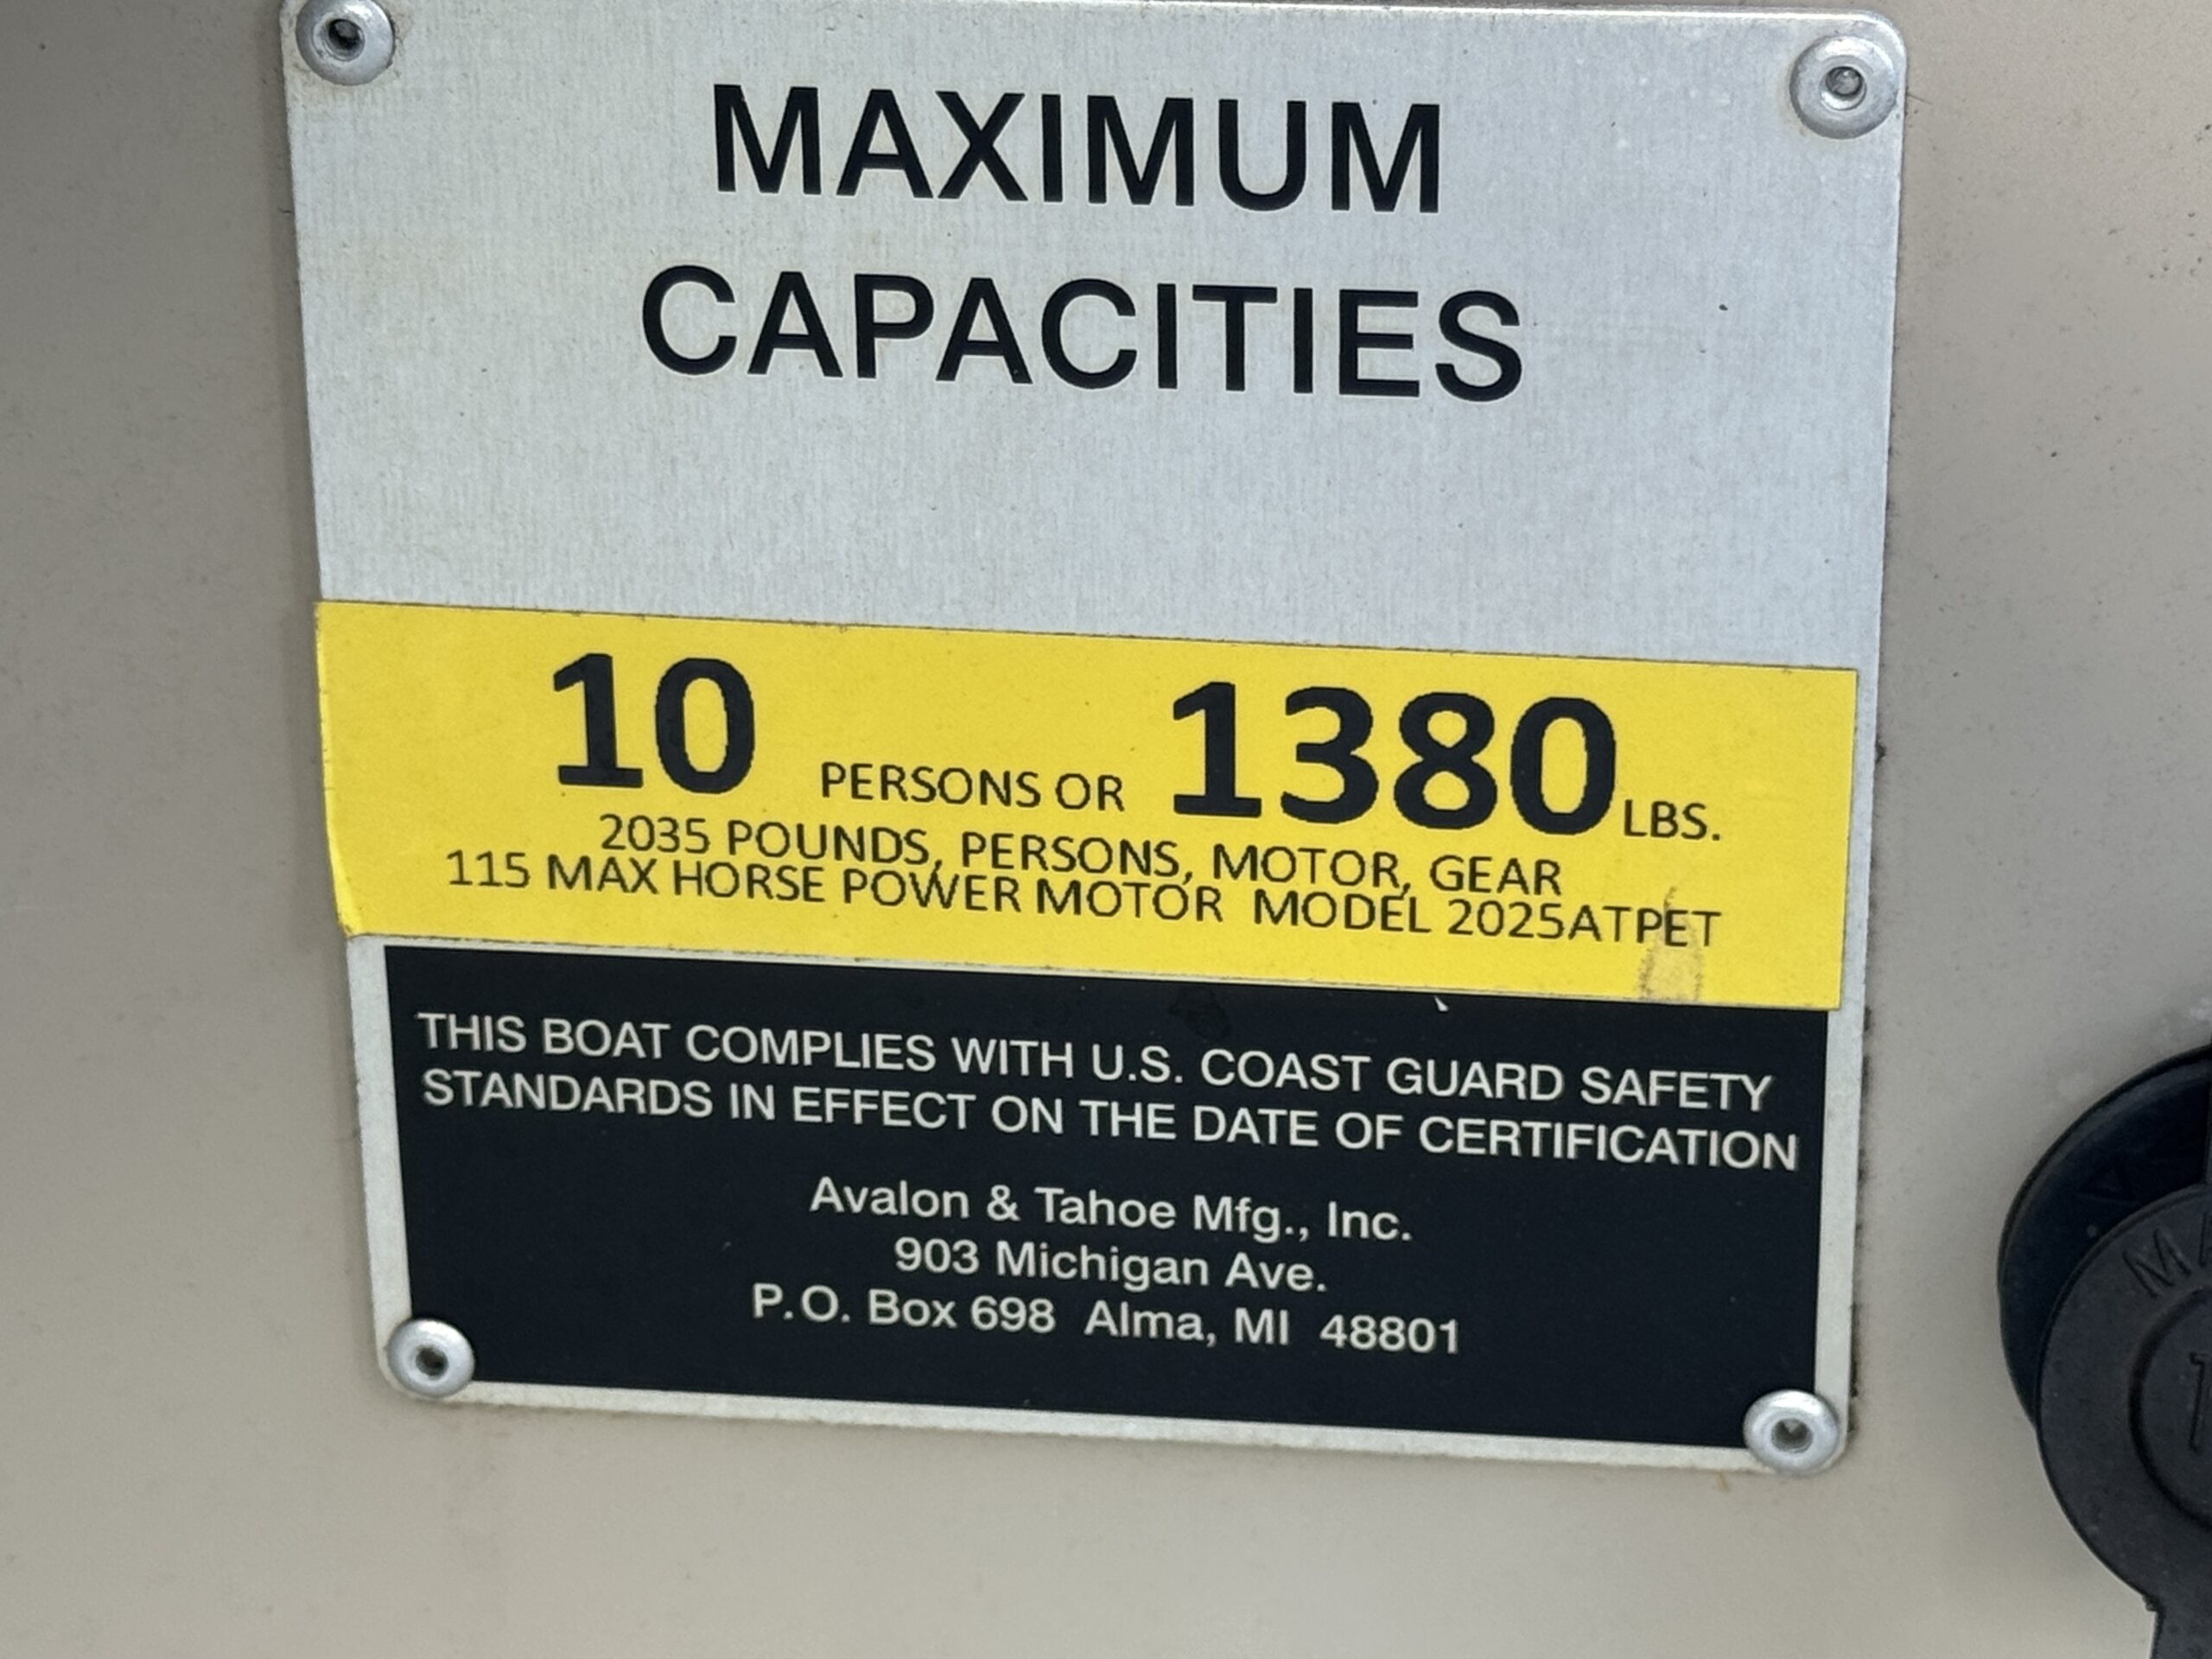 MAXIMUM
CAPACITIES
10 PERSONS OR 1380 LBS.
2035 POUNDS, PERSONS, MOTOR, GEAR
115 MAX HORSE POWER MOTOR MODEL 2025ATPET
THIS BOAT COMPLIES WITH U.S. COAST GUARD SAFETY
STANDARDS IN EFFECT ON THE DATE OF CERTIFICATION
Avalon & Tahoe Mfg., Inc.
903 Michigan Ave.
P.O. Box 698 Alma, MI 48801